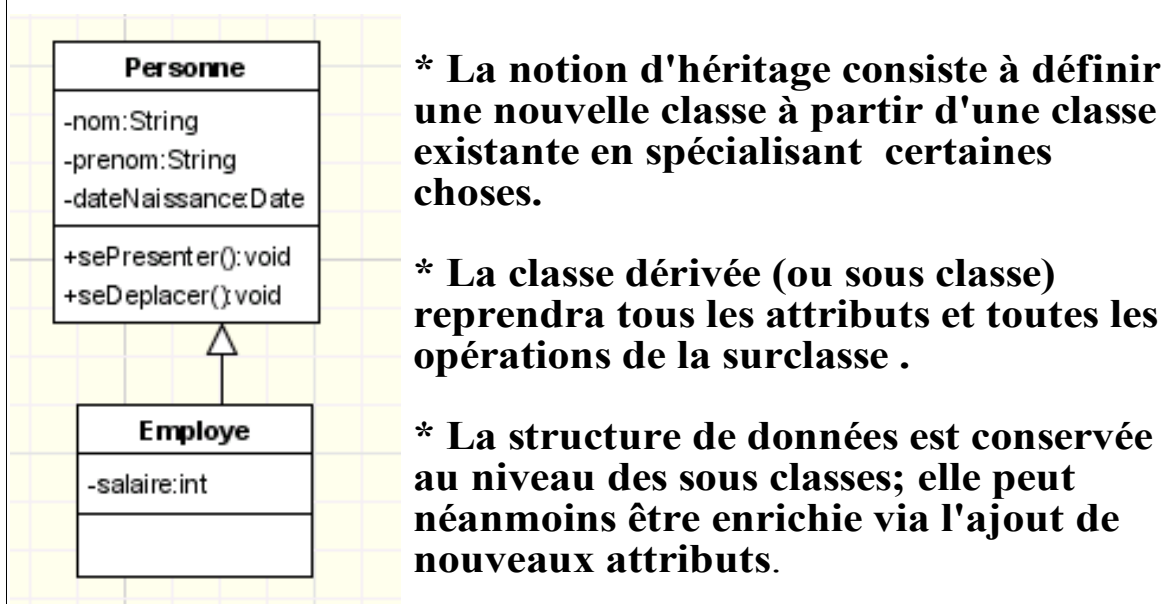 Personne
-nom:String
-prenom:String
-dateNaissance:Date
+sePresenter():void
+seDeplacer():void
Employe
-salaire:int
* La notion d'héritage consiste à définir
une nouvelle classe à partir d'une classe
existante en spécialisant certaines
choses.
* La classe dérivée (ou sous classe)
reprendra tous les attributs et toutes les
opérations de la surclasse .
* La structure de données est conservée
au niveau des sous classes; elle peut
néanmoins être enrichie via l'ajout de
nouveaux attributs.